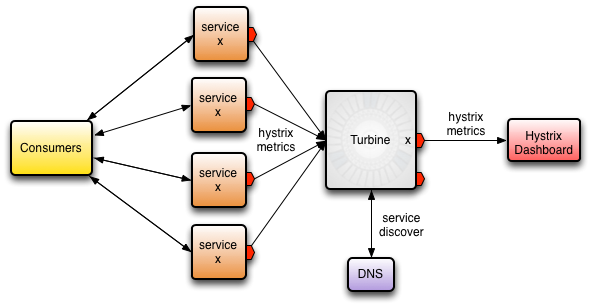 service
x
service
x
service
x
service
x
Consumers
hystrix
metrics
Turbine
x
hystrix
metrics
Hystrix
Dashboard
service
discover
DNS